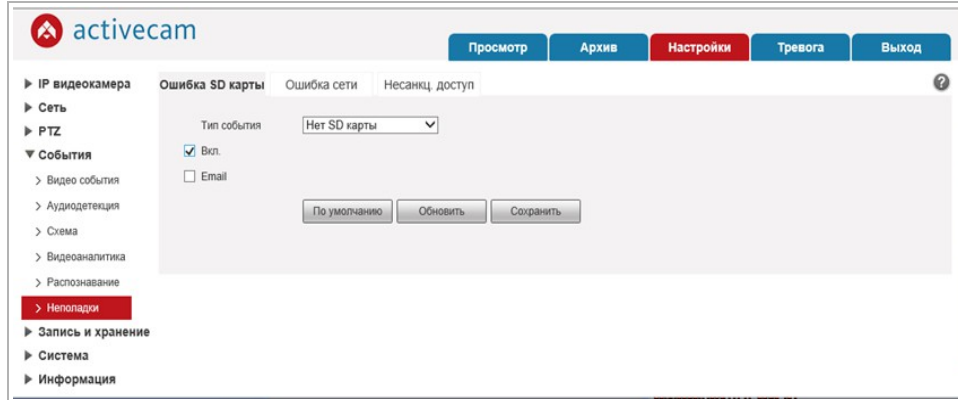 activecam
Просмотр Архив Настройки Тревога Выход
IP видеокамера
Сеть
PTZ
События
Видео события
Аудиодетекция
Схема
Видеоаналитика
Распознавание
Неполадки
Запись и хранение
Система
Информация
Ошибка SD карты Ошибка сети Несанкц. доступ
?
Тип события Нет SD карты
Вкл.
Email
По умолчанию Обновить Сохранить